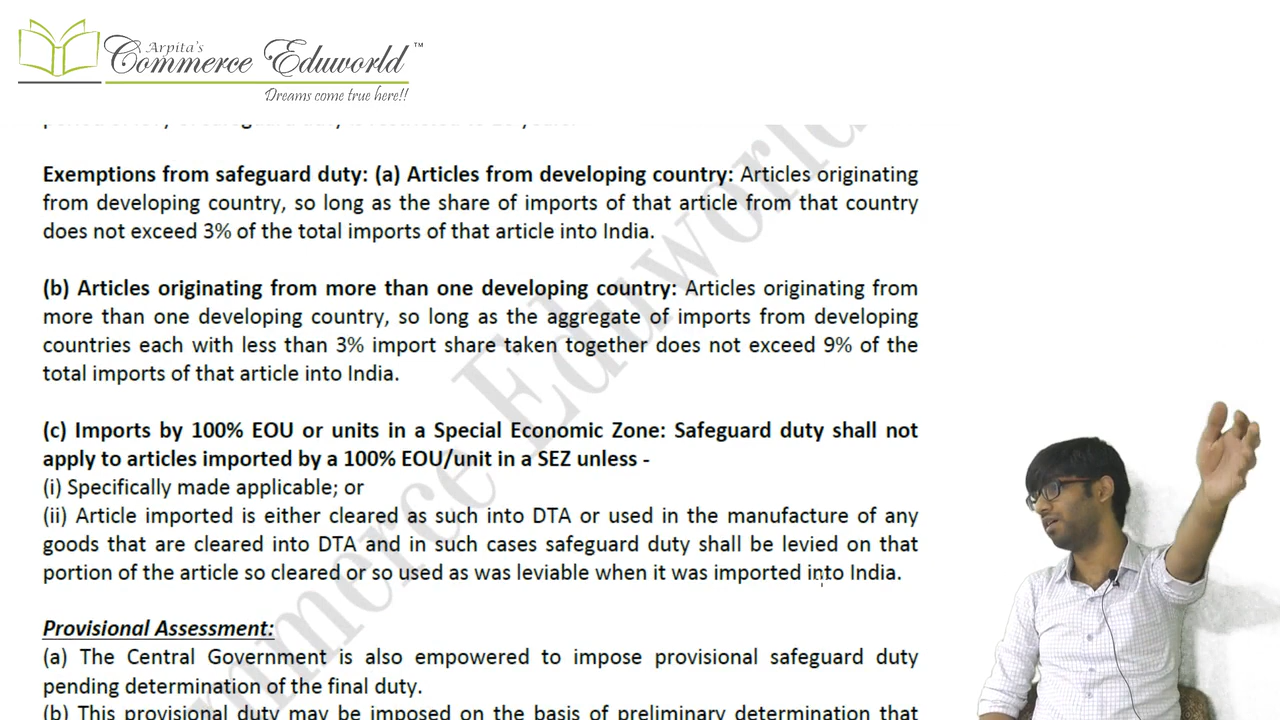 Arpita's
Commerce Eduworld™
Dreams come true here!!
Exemptions from safeguard duty: (a) Articles from developing country: Articles originating
from developing country, so long as the share of imports of that article from that country
does not exceed 3% of the total imports of that article into India.
(b) Articles originating from more than one developing country: Articles originating from
more than one developing country, so long as the aggregate of imports from developing
countries each with less than 3% import share taken together does not exceed 9% of the
total imports of that article into India.
(c) Imports by 100% EOU or units in a Special Economic Zone: Safeguard duty shall not
apply to articles imported by a 100% EOU/unit in a SEZ unless -
(i) Specifically made applicable; or
(ii) Article imported is either cleared as such into DTA or used in the manufacture of any
goods that are cleared into DTA and in such cases safeguard duty shall be levied on that
portion of the article so cleared or so used as was leviable when it was imported into India.
Provisional Assessment:
(a) The Central Government is also empowered to impose provisional safeguard duty
pending determination of the final duty.
(b) This provisional duty may be imposed on the basis of preliminary determination that
mmerce Eduworld